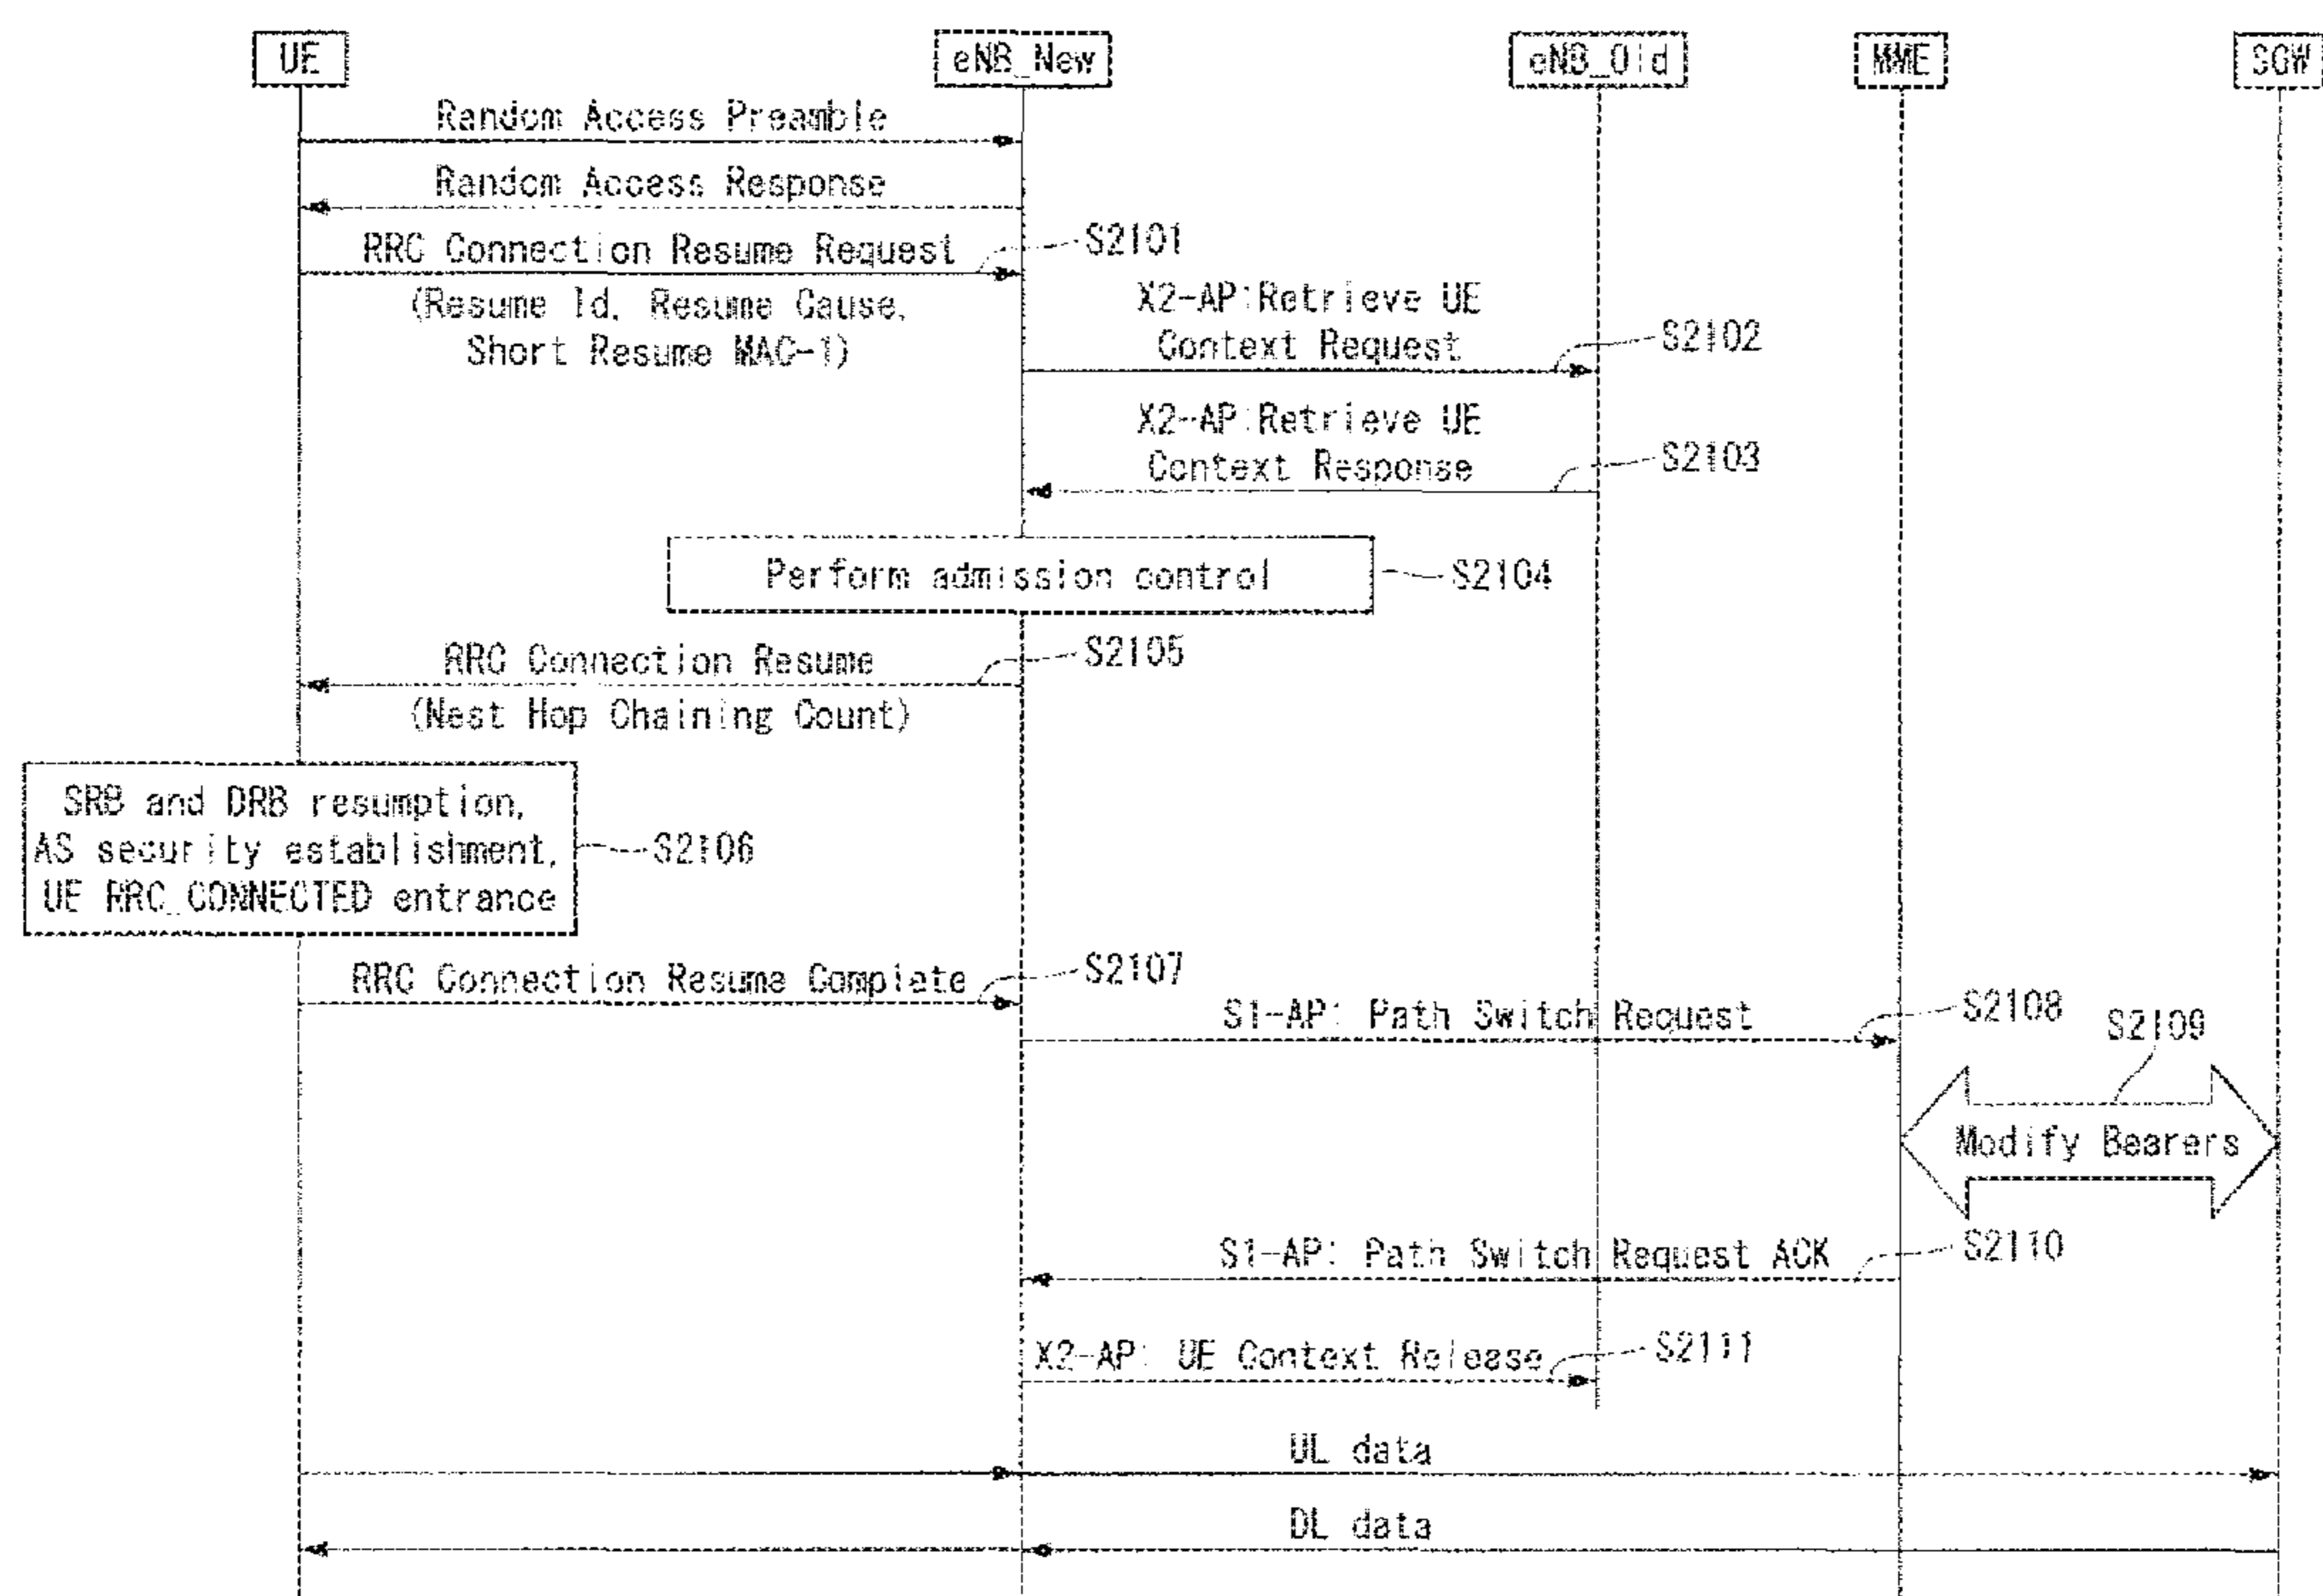 UE
eNB_New
eNB_Old
MME
SGW
Random Access Preamble
Random Access Response
RRC Connection Resume Request
S2101
(Resume Id, Resume Cause,
Short Resume MAC-1)
X2-AP:Retrieve UE
Context Request
S2102
X2-AP:Retrieve UE
Context Response
S2103
Perform admission control
S2104
RRC Connection Resume
S2105
(Nest Hop Chaining Count)
SRB and DRB resumption,
AS security establishment,
UE RRC_CONNECTED entrance
S2106
RRC Connection Resume Complete
S2107
S1-AP: Path Switch Request
S2108
S2109
Modify Bearers
S1-AP: Path Switch Request ACK
S2110
X2-AP: UE Context Release
S2111
UL data
DL data